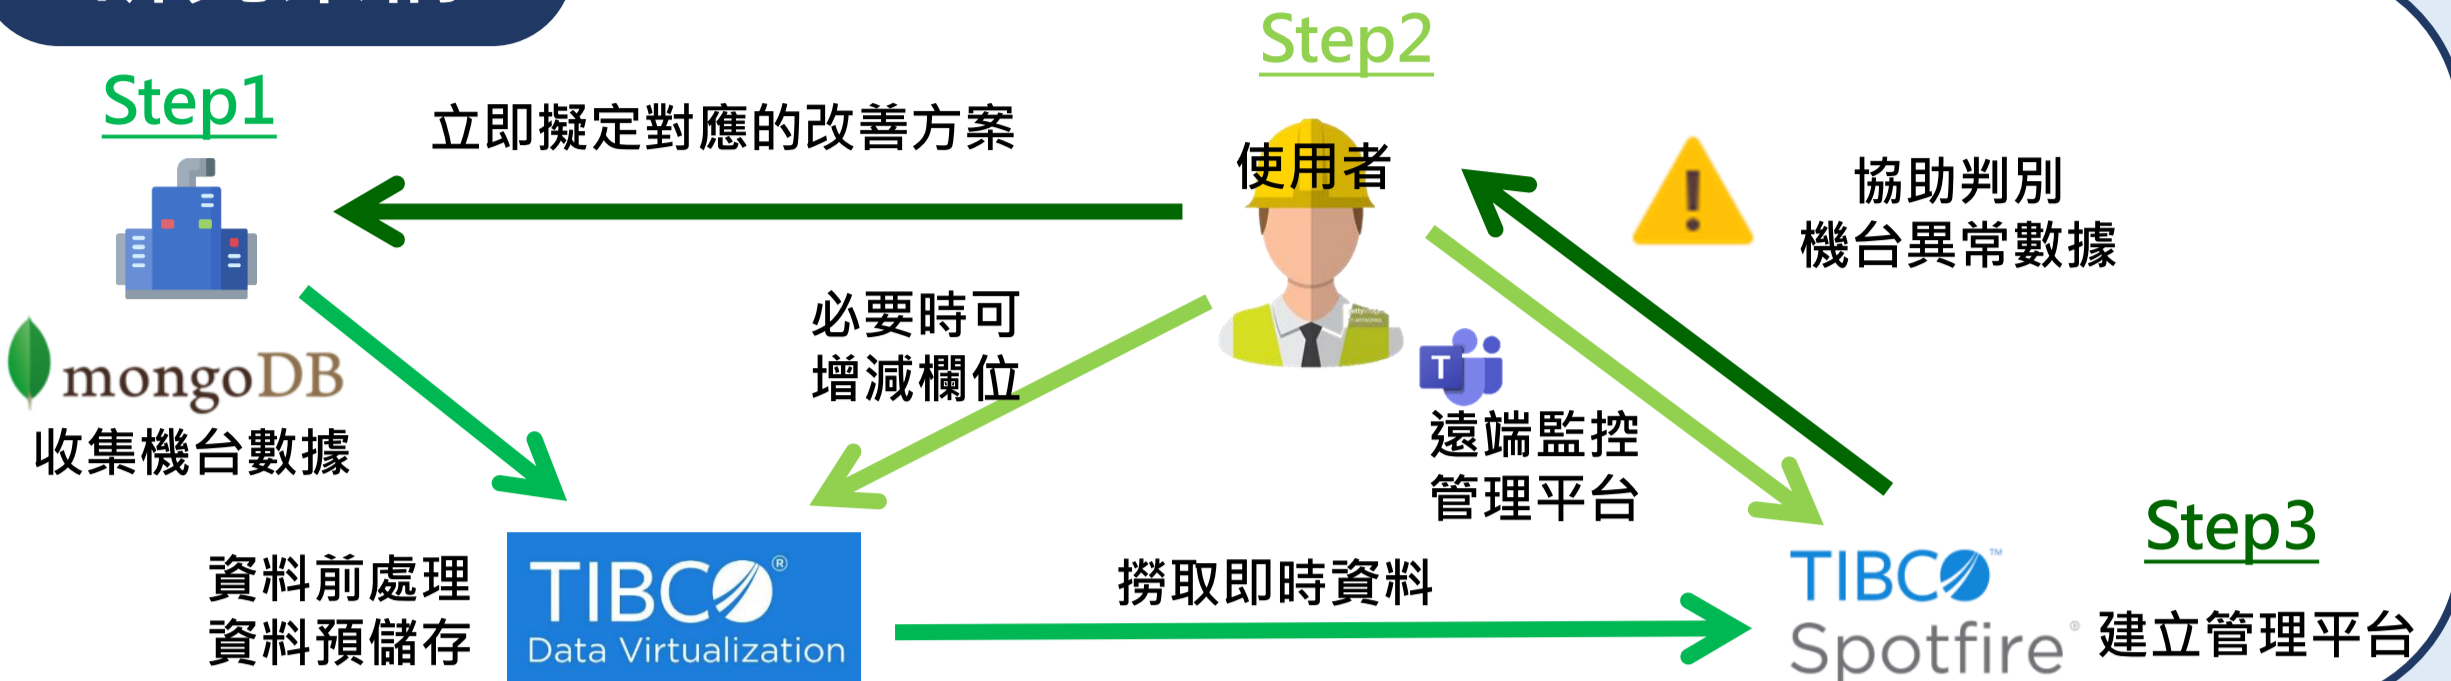 Step1
Step2
立即擬定對應的改善方案
使用者
協助判別
機台異常數據
必要時可
增減欄位
mongoDB
收集機台數據
T
遠端監控
管理平台
Step3
資料前處理
資料預儲存
TIBCO®
Data Virtualization
撈取即時資料
TIBCO™
Spotfire®
建立管理平台